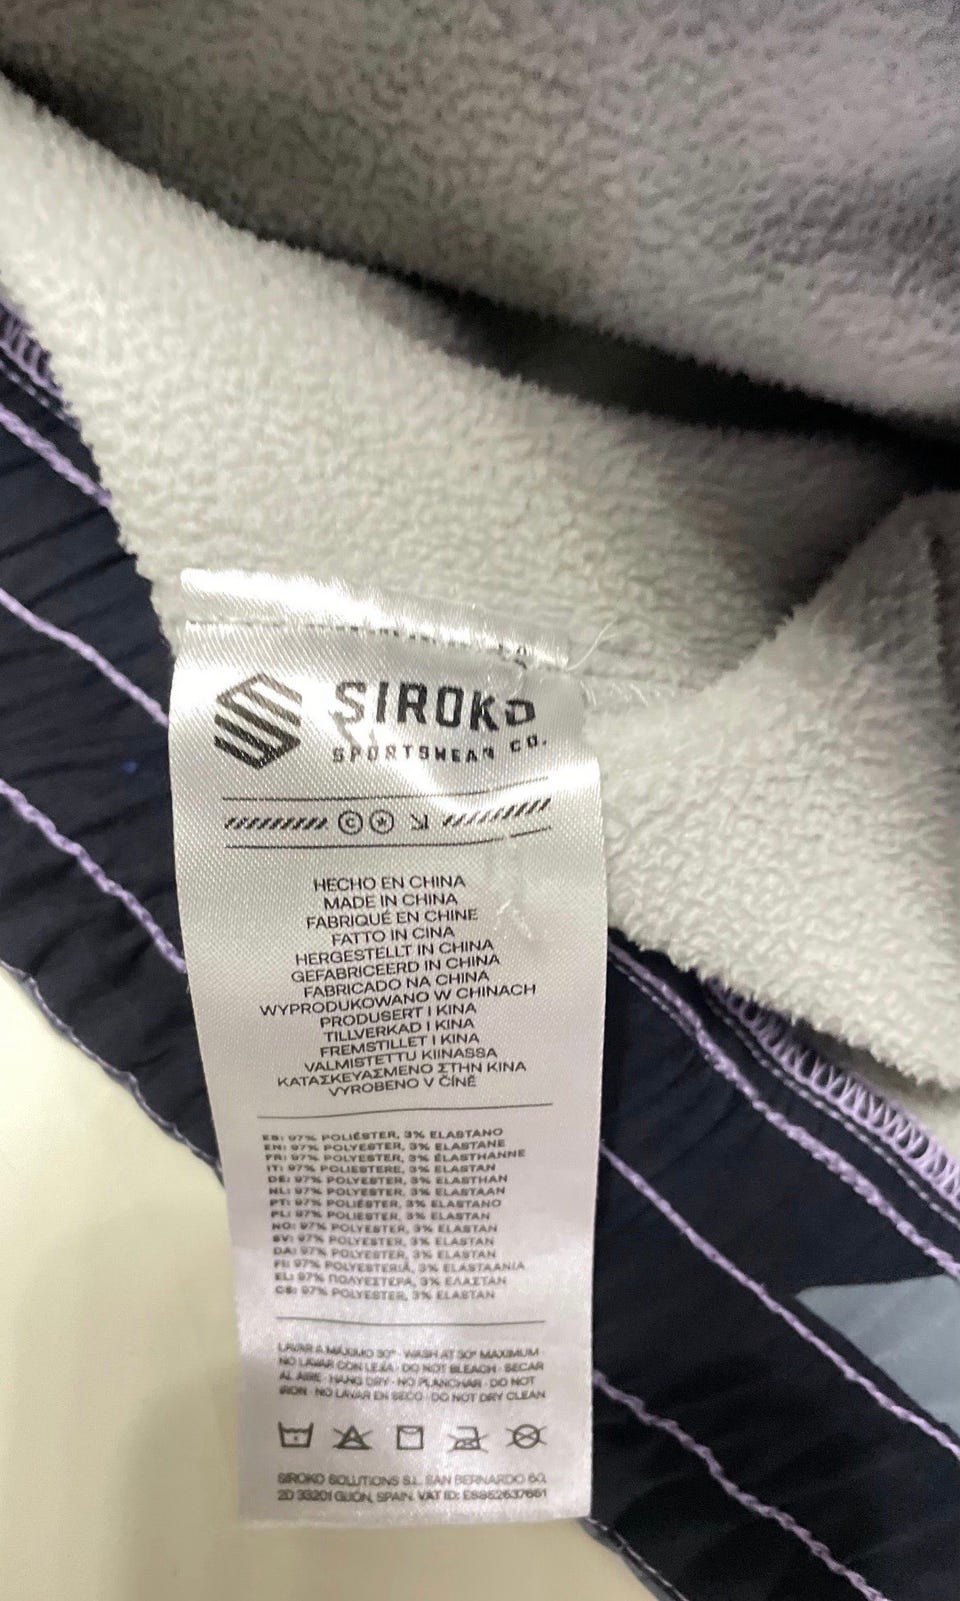 SIROKO
SPORTSWEAR CO.
HECHO EN CHINA
MADE IN CHINA
FABRIQUÉ EN CHINE
FATTO IN CINA
HERGESTELLT IN CHINA
GEFABRICEERD IN CHINA
FABRICADO NA CHINA
WYPRODUKOWANO W CHINACH
PRODUSERT I KINA
TILLVERKAD I KINA
FREMSTILLET I KINA
VALMISTETTU KIINASSA
ΚΑΤΑΣΚΕΥΑΣΜΕΝΟ ΣΤΗΝ ΚΙΝΑ
VYROBENO V ČÍNĚ
ES: 97% POLIÉSTER, 3% ELASTANO
EN: 97% POLYESTER, 3% ELASTANE
FR: 97% POLYESTER, 3% ÉLASTHANNE
IT: 97% POLIESTERE, 3% ELASTAN
DE: 97% POLYESTER, 3% ELASTHAN
NL: 97% POLYESTER, 3% ELASTAAN
PT: 97% POLIÉSTER, 3% ELASTANO
PL: 97% POLIESTER, 3% ELASTAN
NO: 97% POLYESTER, 3% ELASTAN
SV: 97% POLYESTER, 3% ELASTAN
DA: 97% POLYESTER, 3% ELASTAN
FI: 97% POLYESTERIÄ, 3% ELASTAANIA
EL: 97% ΠΟΛΥΕΣΤΕΡΑ, 3% ΕΛΑΣΤΑΝ
CS: 97% POLYESTER, 3% ELASTAN
LAVAR A MÁXIMO 30° · WASH AT 30° MAXIMUM ·
NO LAVAR CON LEJÍA · DO NOT BLEACH · SECAR
AL AIRE · HANG DRY · NO PLANCHAR · DO NOT
IRON · NO LAVAR EN SECO · DO NOT DRY CLEAN
SIROKO SOLUTIONS S.L. SAN BERNARDO 60,
2D 33201 GIJÓN, SPAIN. VAT ID: ESB52637661